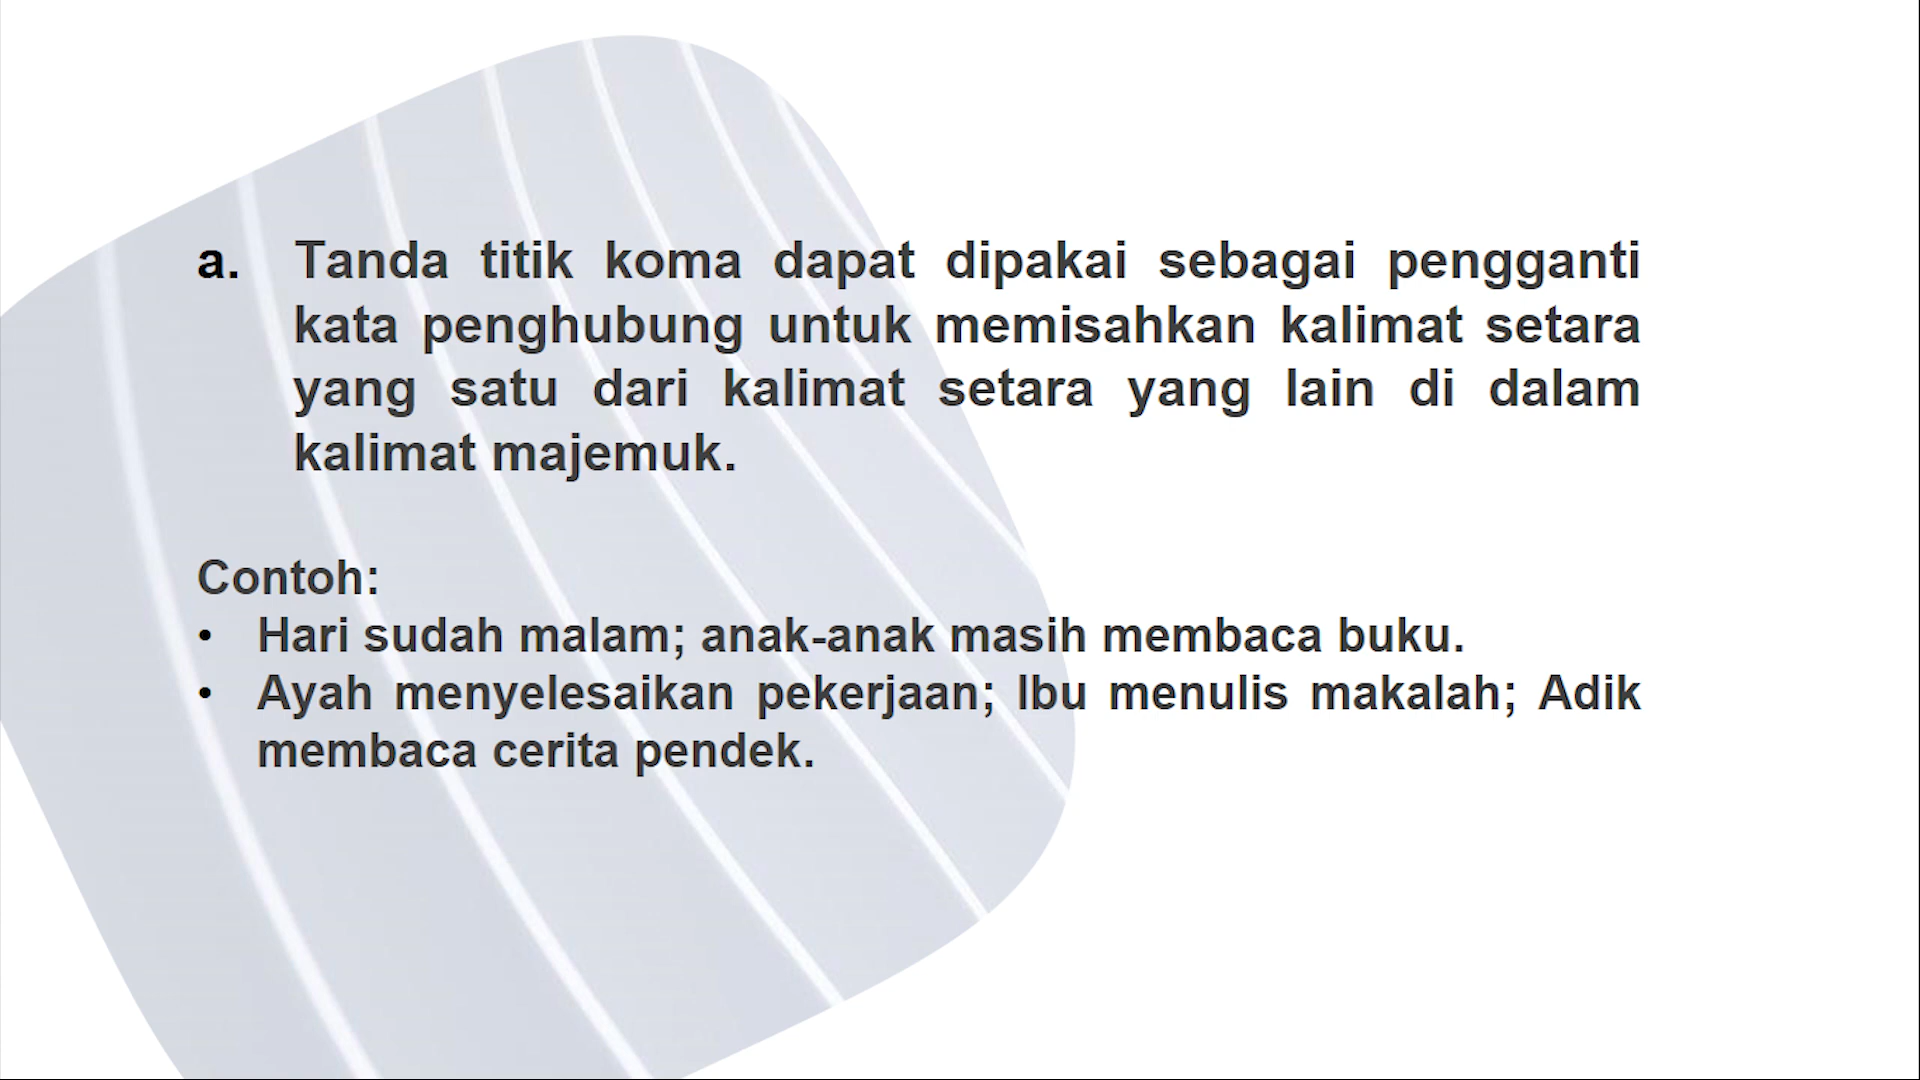 a. Tanda titik koma dapat dipakai sebagai pengganti
kata penghubung untuk memisahkan kalimat setara
yang satu dari kalimat setara yang lain di dalam
kalimat majemuk.
Contoh:
• Hari sudah malam; anak-anak masih membaca buku.
• Ayah menyelesaikan pekerjaan; Ibu menulis makalah; Adik
membaca cerita pendek.